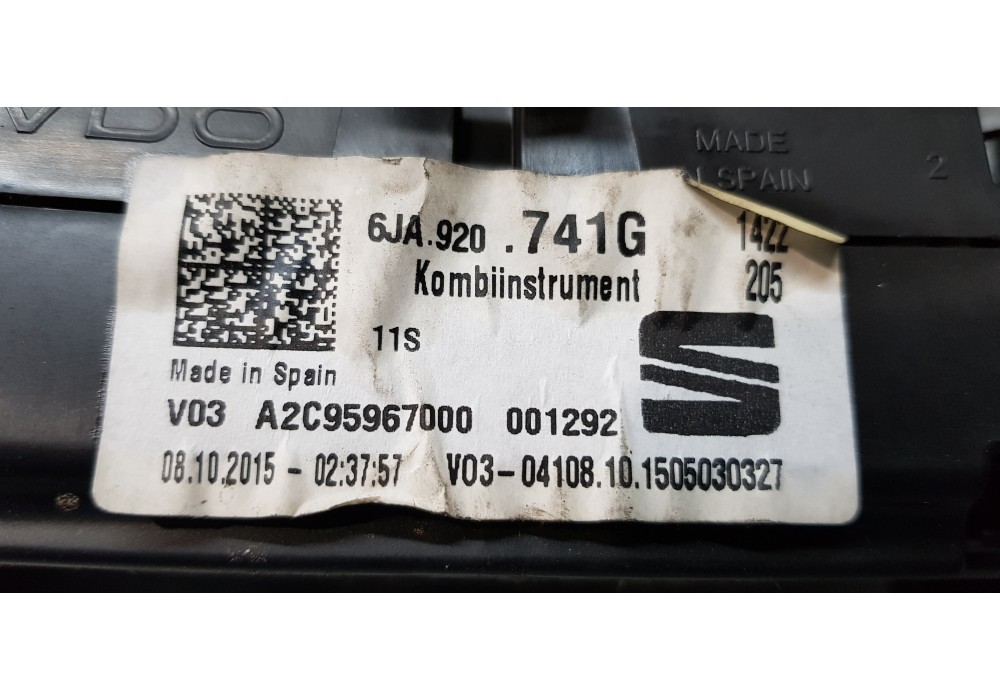 VDO
MADE
IN SPAIN
2
6JA.920 .741G 1422
Kombiinstrument 205
11S
Made in Spain
V03 A2C95967000 001292
08.10.2015 - 02:37:57 V03-04108.10.1505030327